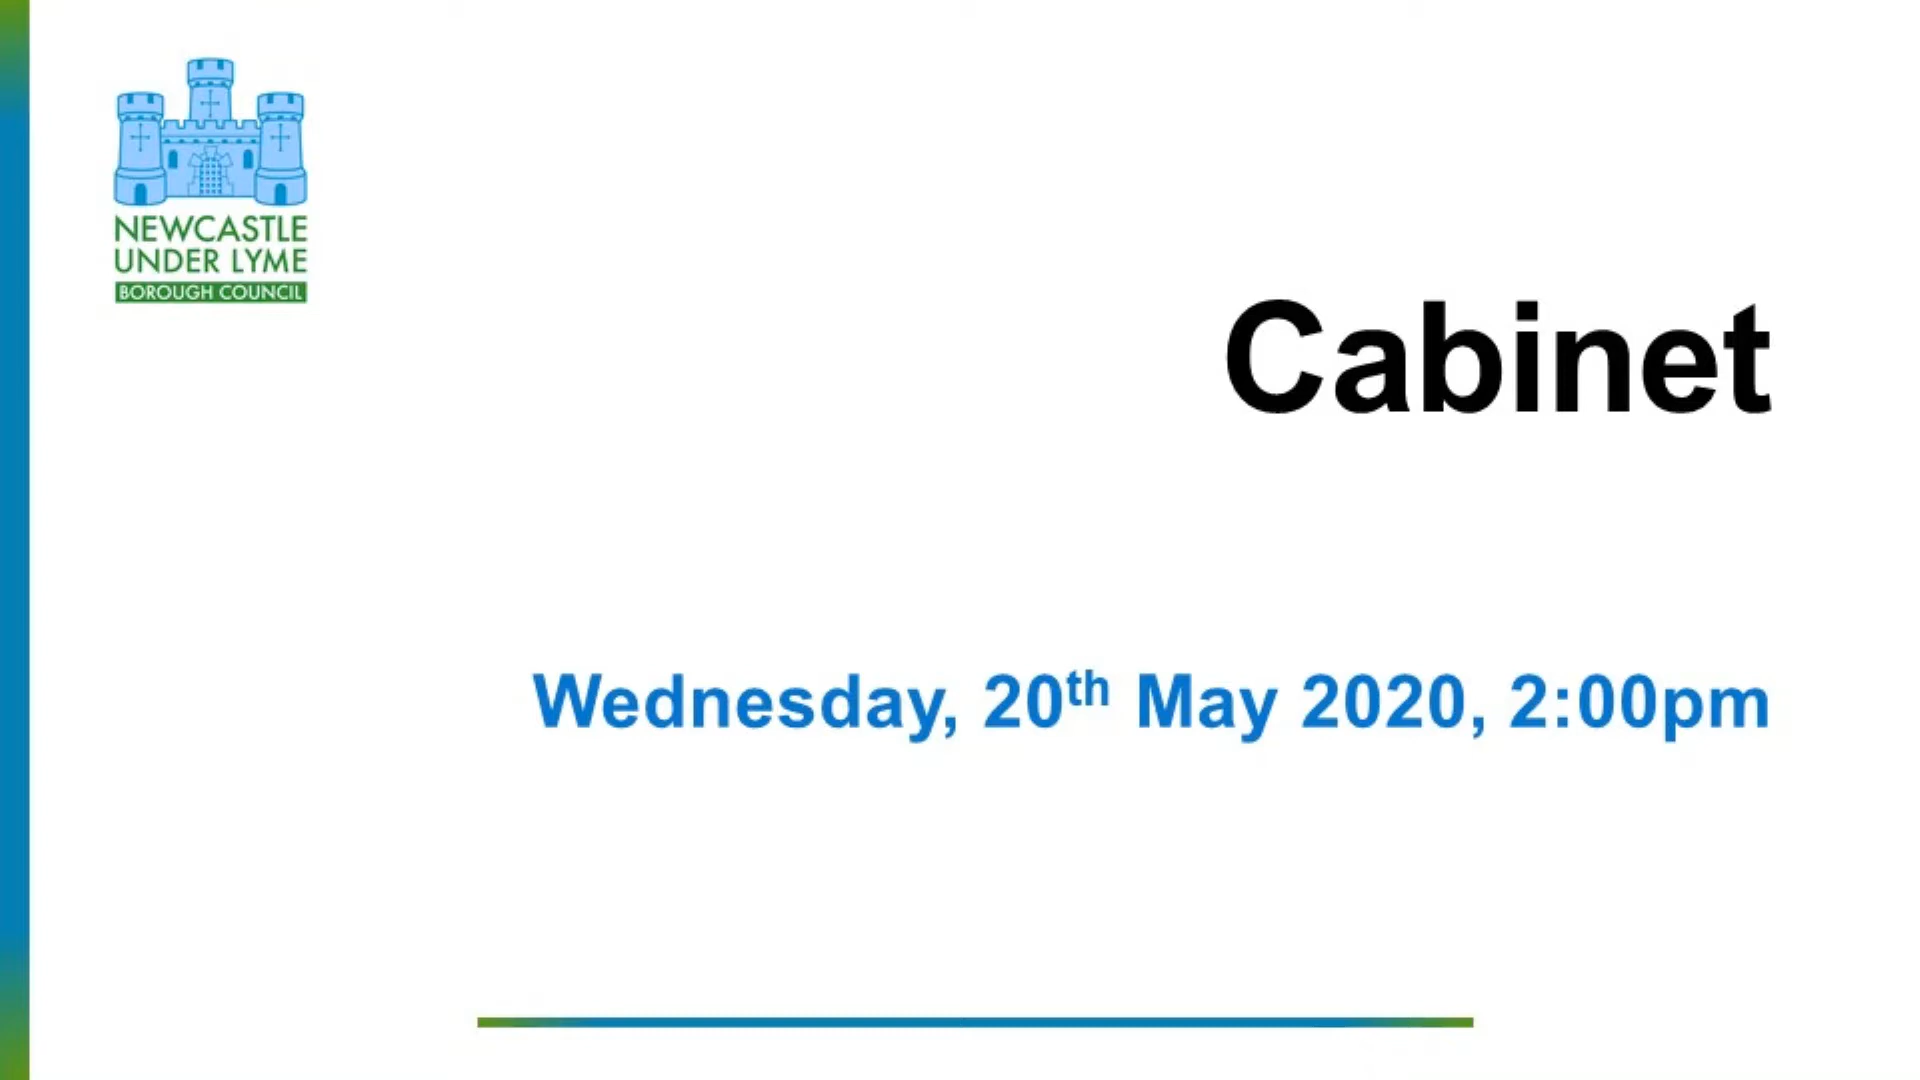 NEWCASTLE
UNDER LYME
BOROUGH COUNCIL
Cabinet
Wednesday, 20th May 2020, 2:00pm